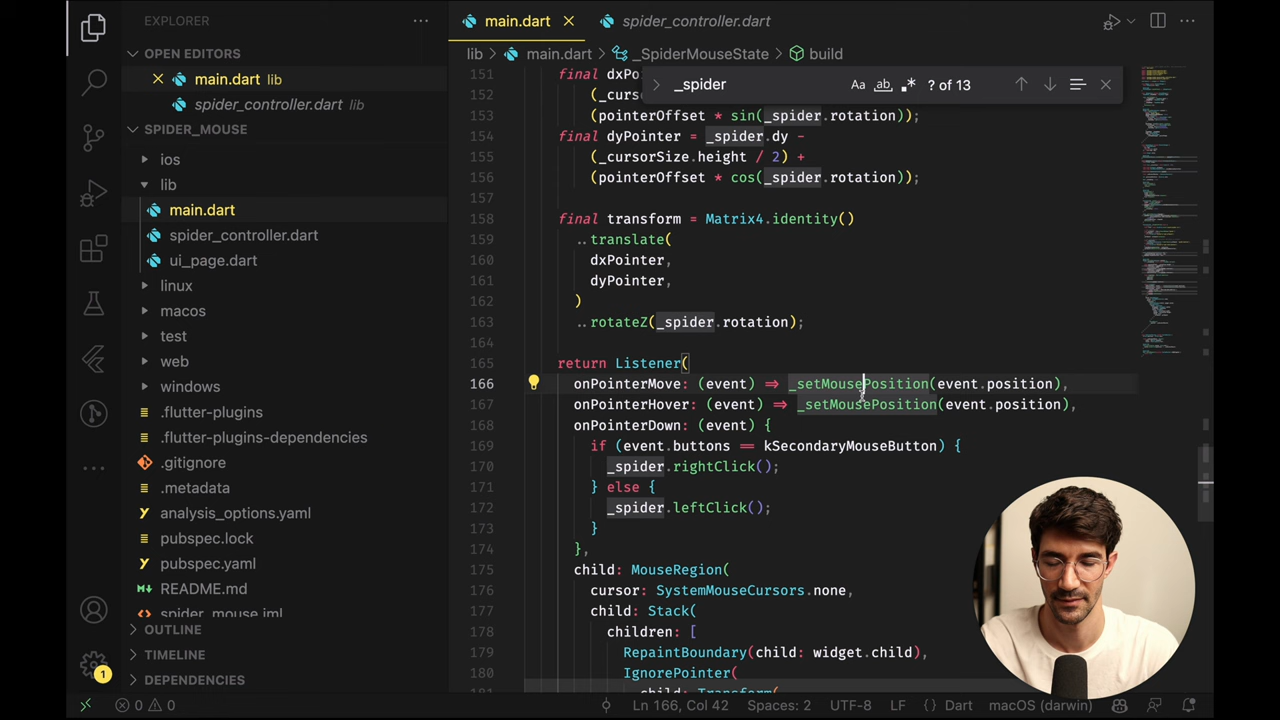 EXPLORER
OPEN EDITORS
main.dart lib
spider_controller.dart lib
SPIDER_MOUSE
ios
lib
main.dart
spider_controller.dart
ui_page.dart
linux
macos
test
web
windows
.flutter-plugins
.flutter-plugins-dependencies
.gitignore
.metadata
analysis_options.yaml
pubspec.lock
pubspec.yaml
README.md
spider_mouse.iml
OUTLINE
TIMELINE
DEPENDENCIES
1
main.dart
spider_controller.dart
lib > main.dart > _SpiderMouseState > build
_spider
Aa ab .* ? of 13
151 final dxPo
152 (_curs
153 (pointerOffset * sin(_spider.rotation));
154 final dyPointer = _spider.dy -
155 (_cursorSize.height / 2) +
156 (pointerOffset * cos(_spider.rotation));
157
158 final transform = Matrix4.identity()
159 ..translate(
160 dxPointer,
161 dyPointer,
162 )
163 ..rotateZ(_spider.rotation);
164
165 return Listener(
166 onPointerMove: (event) => _setMousePosition(event.position),
167 onPointerHover: (event) => _setMousePosition(event.position),
168 onPointerDown: (event) {
169 if (event.buttons == kSecondaryMouseButton) {
170 _spider.rightClick();
171 } else {
172 _spider.leftClick();
173 }
174 },
175 child: MouseRegion(
176 cursor: SystemMouseCursors.none,
177 child: Stack(
178 children: [
179 RepaintBoundary(child: widget.child),
180 IgnorePointer(
181 child: Transform(
0 0
Ln 166, Col 42 Spaces: 2 UTF-8 LF { } Dart macOS (darwin)